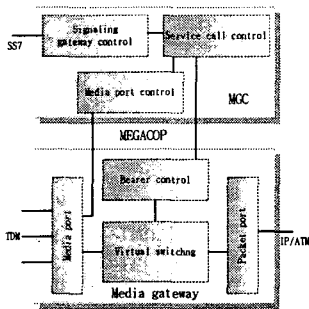 SS7
Signaling
gateway control
Service call control
Media port control
MGC
MEGACOP
Bearer control
TDM
Media port
Virtual switchng
Packet port
IP/ATM
Media gateway